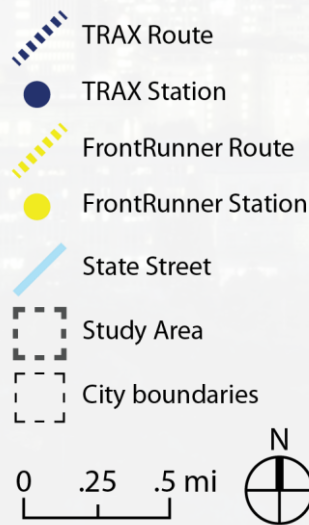 TRAX Route
TRAX Station
FrontRunner Route
FrontRunner Station
State Street
Study Area
City boundaries
N
0 .25 .5 mi